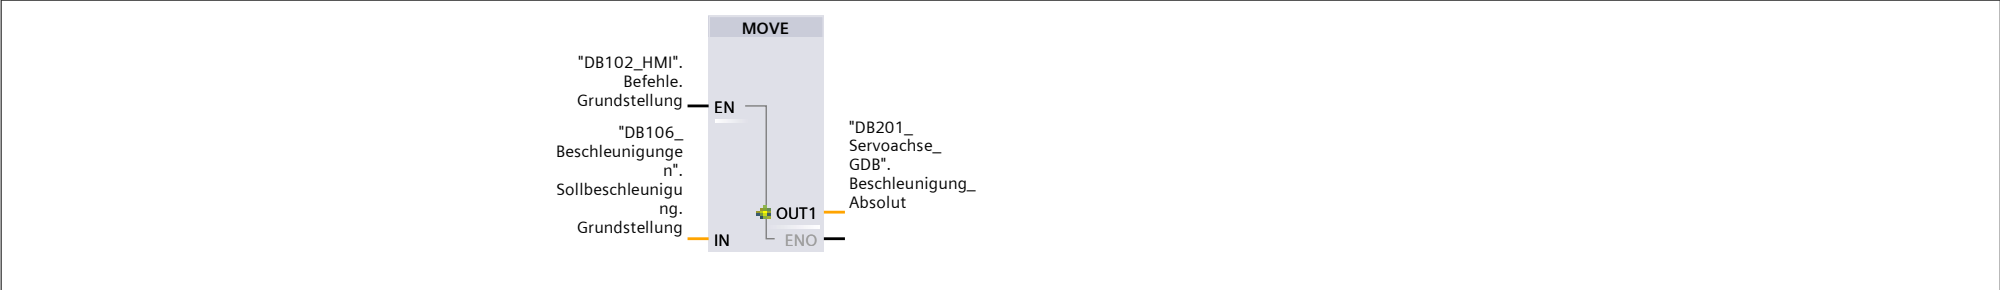 MOVE
"DB102_HMI".
Befehle.
Grundstellung
EN
"DB106_
Beschleunigunge
n".
Sollbeschleunigu
ng.
Grundstellung
IN
"DB201_
Servoachse_
GDB".
Beschleunigung_
Absolut
OUT1
ENO